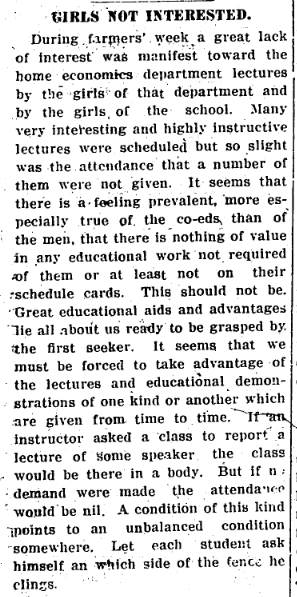 GIRLS NOT INTERESTED.
During farmers' week a great lack
of interest was manifest toward the
home economics department lectures
by the girls of that department and
by the girls of the school. Many
very interesting and highly instructive
lectures were scheduled but so slight
was the attendance that a number of
them were not given. It seems that
there is a feeling prevalent, more es-
pecially true of the co-eds, than of
the men, that there is nothing of value
in any educational work not required
of them or at least not on their
schedule cards. This should not be.
Great educational aids and advantages
lie all about us ready to be grasped by
the first seeker. It seems that we
must be forced to take advantage of
the lectures and educational demon-
strations of one kind or another which
are given from time to time. If an
instructor asked a class to report a
lecture of some speaker the class
would be there in a body. But if
demand were made the attendance
would be nil. A condition of this kind
points to an unbalanced condition
somewhere. Let each student ask
himself an which side of the fence he
clings.